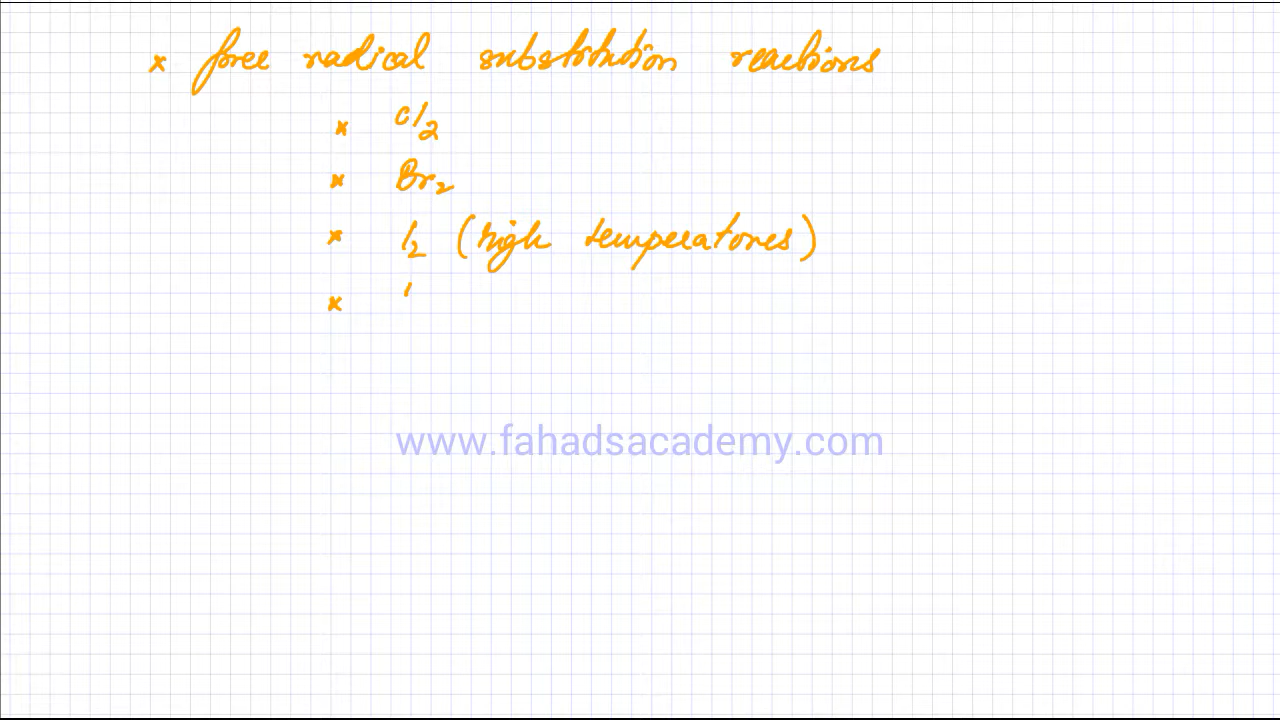 × free radical substitution reactions
× Cl2
× Br2
× I2 (high temperatures)
×
www.fahadsacademy.com